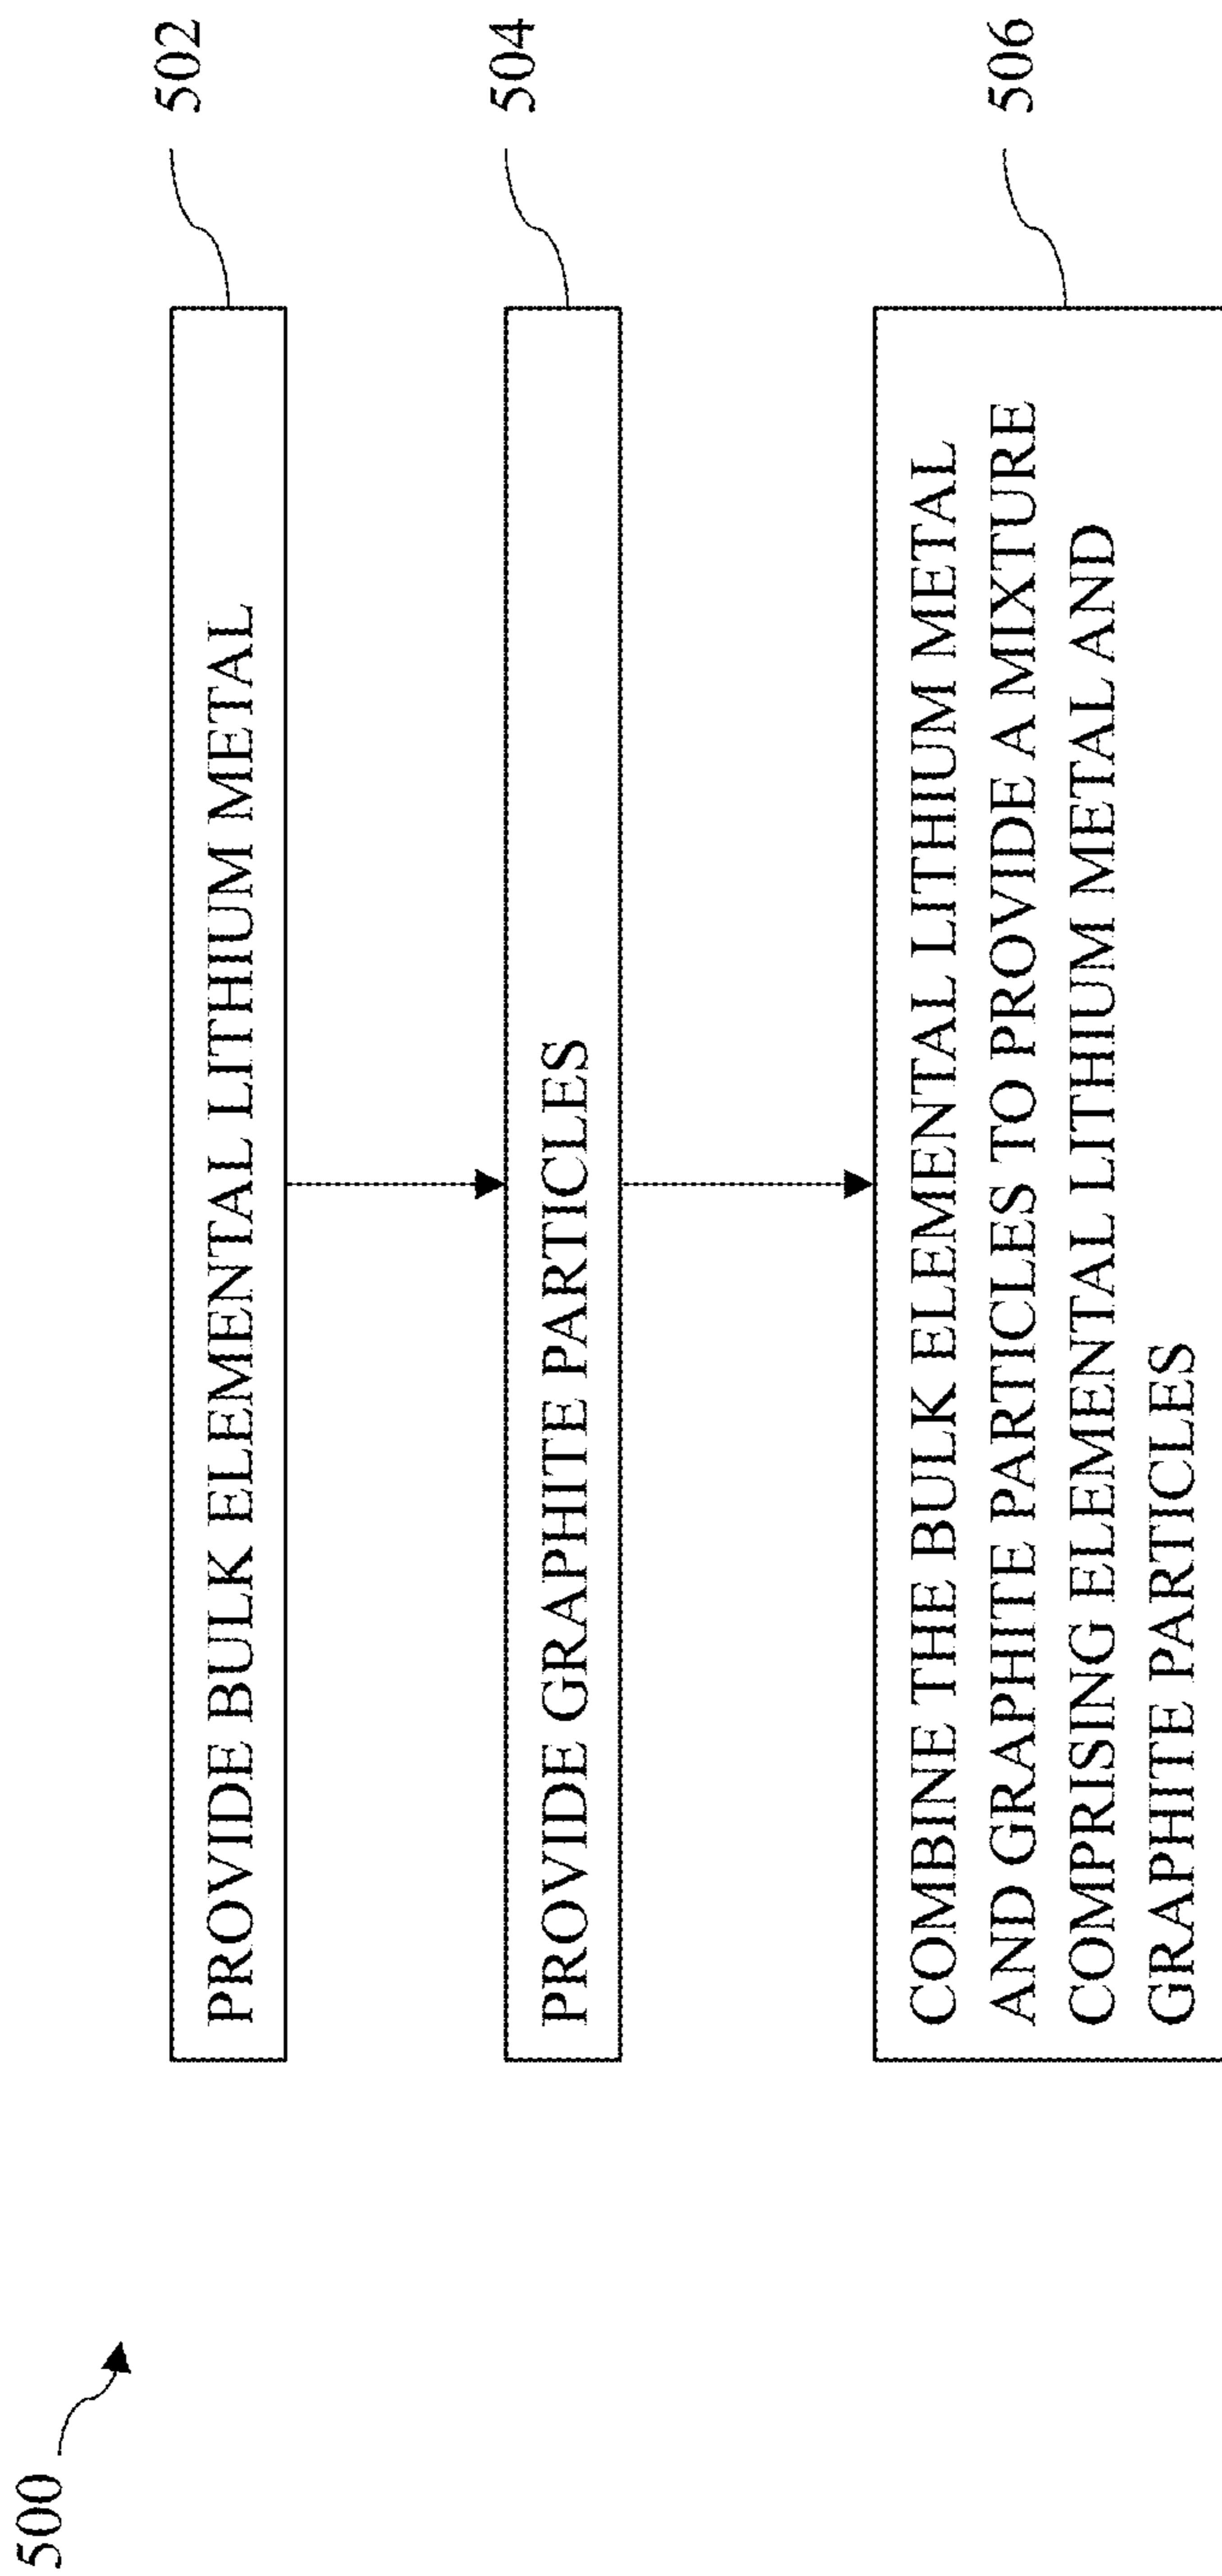 500
PROVIDE BULK ELEMENTAL LITHIUM METAL
502
PROVIDE GRAPHITE PARTICLES
504
COMBINE THE BULK ELEMENTAL LITHIUM METAL
AND GRAPHITE PARTICLES TO PROVIDE A MIXTURE
COMPRISING ELEMENTAL LITHIUM METAL AND
GRAPHITE PARTICLES
506